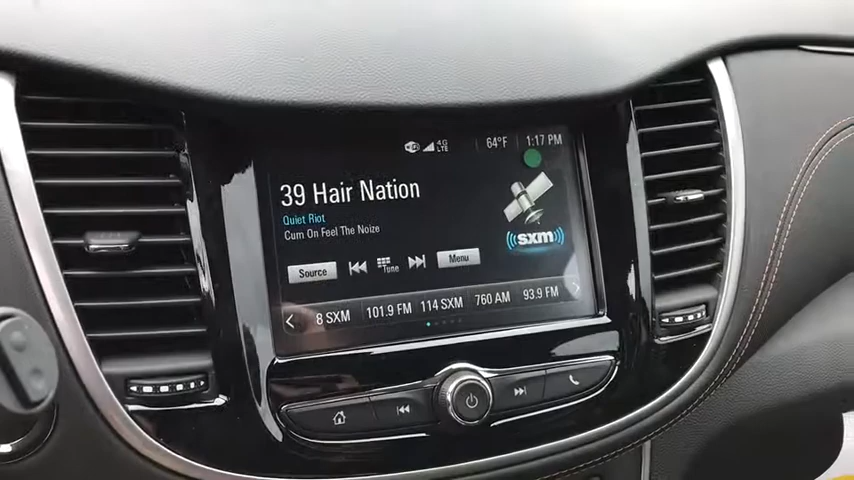 4G
LTE
64°F
1:17 PM
39 Hair Nation
Quiet Riot
Cum On Feel The Noize
sxm
Source
Tune
Menu
8 SXM
101.9 FM
114 SXM
760 AM
93.9 FM